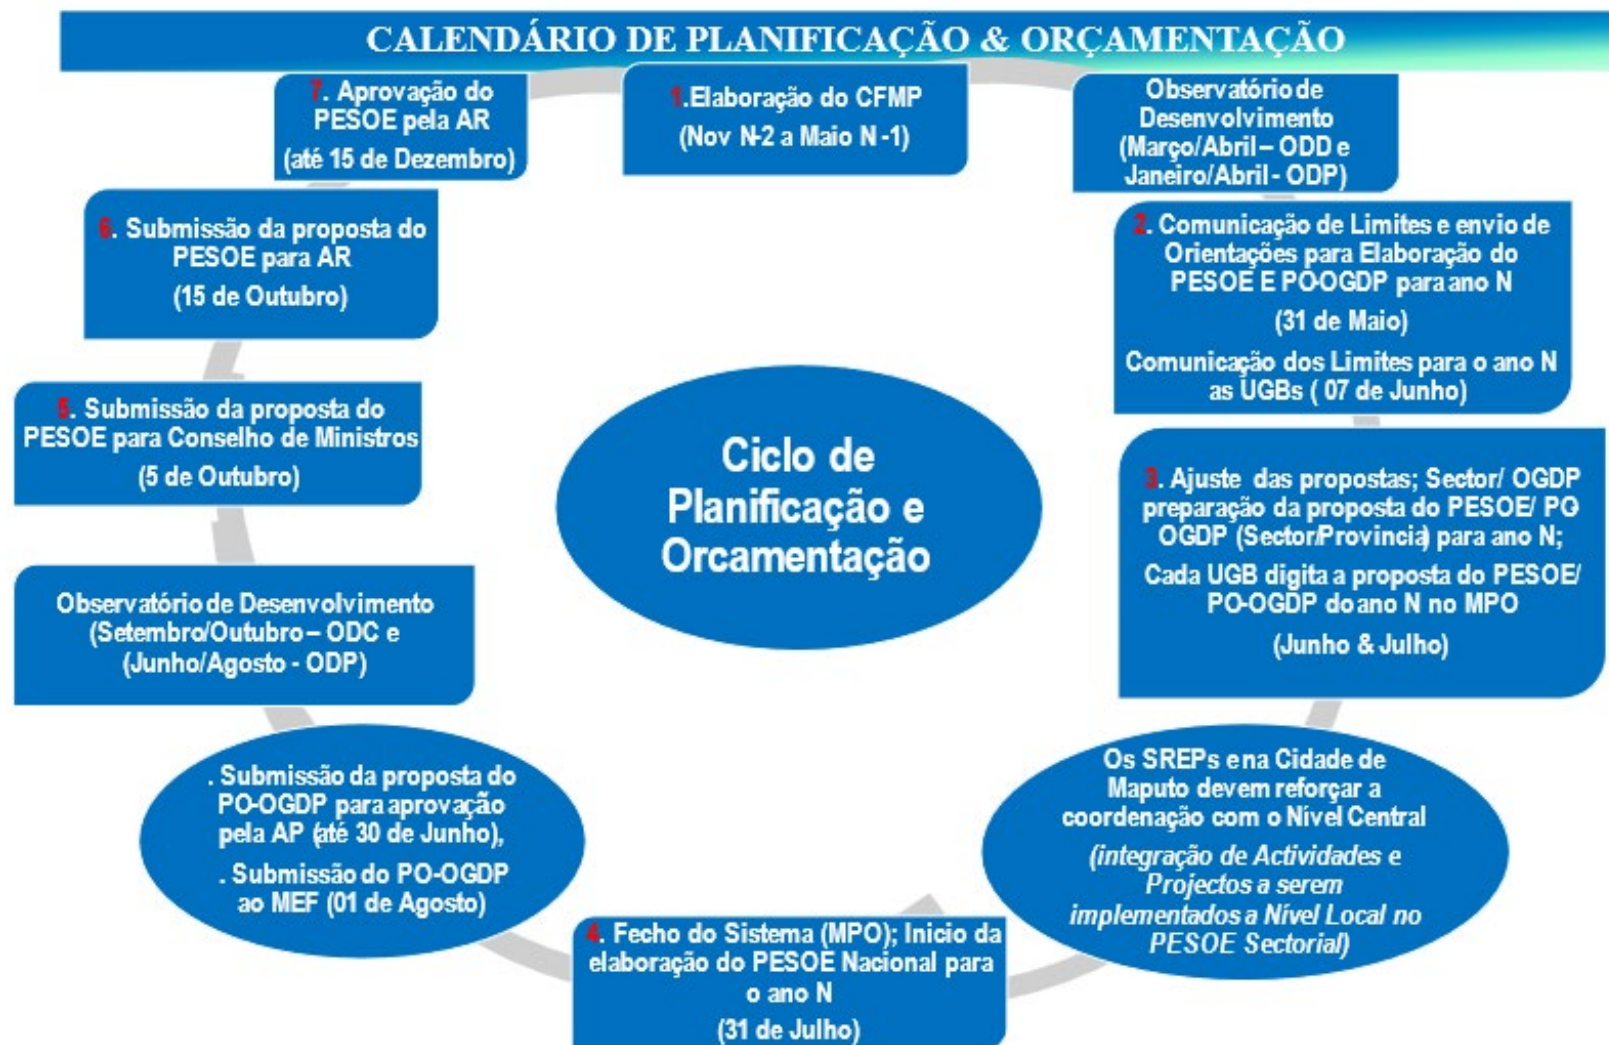 CALENDÁRIO DE PLANIFICAÇÃO & ORÇAMENTAÇÃO
1.Elaboração do CFMP
(Nov N-2 a Maio N -1)
Observatório de
Desenvolvimento
(Março/Abril – ODD e
Janeiro/Abril - ODP)
2. Comunicação de Limites e envio de
Orientações para Elaboração do
PESOE E PO-OGDP para ano N
(31 de Maio)
Comunicação dos Limites para o ano N
as UGBs ( 07 de Junho)
3. Ajuste das propostas; Sector/ OGDP
preparação da proposta do PESOE/ PO
OGDP (Sector/Provincia) para ano N;
Cada UGB digita a proposta do PESOE/
PO-OGDP do ano N no MPO
(Junho & Julho)
Os SREPs e na Cidade de
Maputo devem reforçar a
coordenação com o Nível Central
(integração de Actividades e
Projectos a serem
implementados a Nível Local no
PESOE Sectorial)
4. Fecho do Sistema (MPO); Inicio da
elaboração do PESOE Nacional para
o ano N
(31 de Julho)
. Submissão da proposta do
PO-OGDP para aprovação
pela AP (até 30 de Junho),
. Submissão do PO-OGDP
ao MEF (01 de Agosto)
Observatório de Desenvolvimento
(Setembro/Outubro – ODC e
(Junho/Agosto - ODP)
5. Submissão da proposta do
PESOE para Conselho de Ministros
(5 de Outubro)
6. Submissão da proposta do
PESOE para AR
(15 de Outubro)
7. Aprovação do
PESOE pela AR
(até 15 de Dezembro)
Ciclo de
Planificação e
Orcamentação